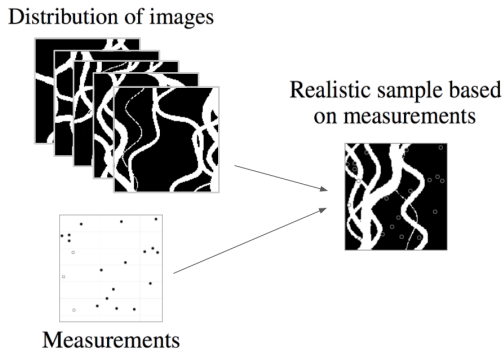 Distribution of images
Realistic sample based
on measurements
Measurements